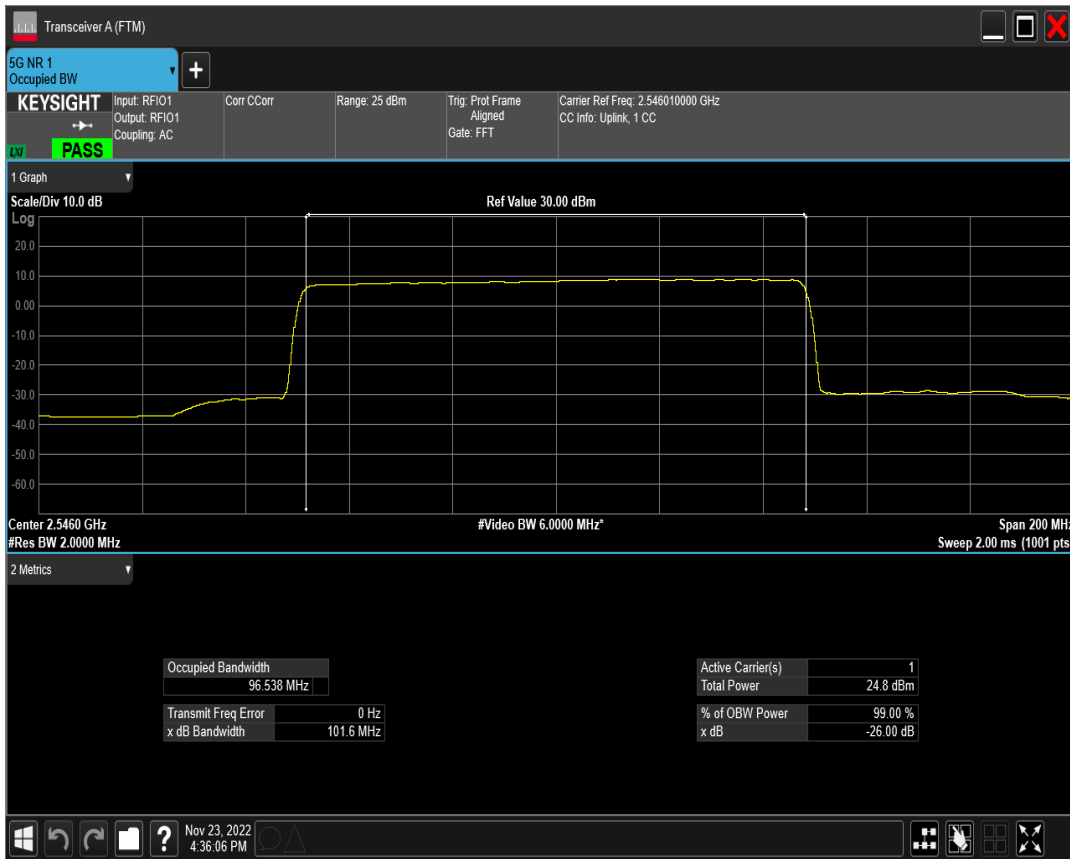 Transceiver A (FTM)
5G NR 1
Occupied BW
KEYSIGHT
LXI
PASS
Input: RFIO1
Output: RFIO1
Coupling: AC
Corr CCorr
Range: 25 dBm
Trig: Prot Frame
Aligned
Gate: FFT
Carrier Ref Freq: 2.546010000 GHz
CC Info: Uplink, 1 CC
1 Graph
Scale/Div 10.0 dB
Ref Value 30.00 dBm
Log
20.0
10.0
0.00
-10.0
-20.0
-30.0
-40.0
-50.0
-60.0
Center 2.5460 GHz
#Video BW 6.0000 MHz*
Span 200 MHz
#Res BW 2.0000 MHz
Sweep 2.00 ms (1001 pts
2 Metrics
Occupied Bandwidth
96.538 MHz
Transmit Freq Error 0 Hz
x dB Bandwidth 101.6 MHz
Active Carrier(s) 1
Total Power 24.8 dBm
% of OBW Power 99.00 %
x dB -26.00 dB
?
Nov 23, 2022
4:36:06 PM